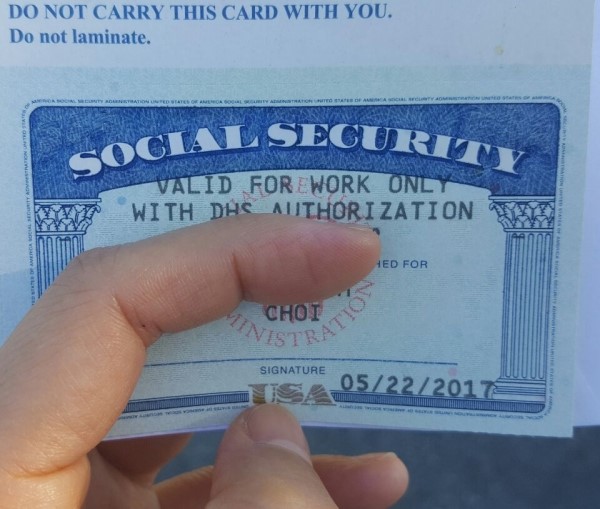 DO NOT CARRY THIS CARD WITH YOU.
Do not laminate.
SOCIAL SECURITY
VALID FOR WORK ONLY
WITH DHS AUTHORIZATION
FOR
CHOI
SIGNATURE
USA 05/22/2017